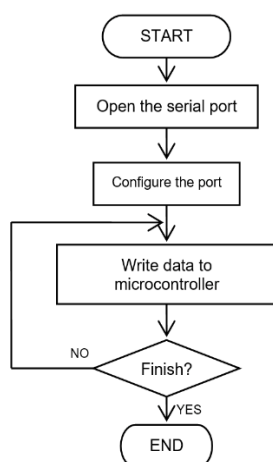 START
Open the serial port
Configure the port
Write data to
microcontroller
NO
Finish?
YES
END